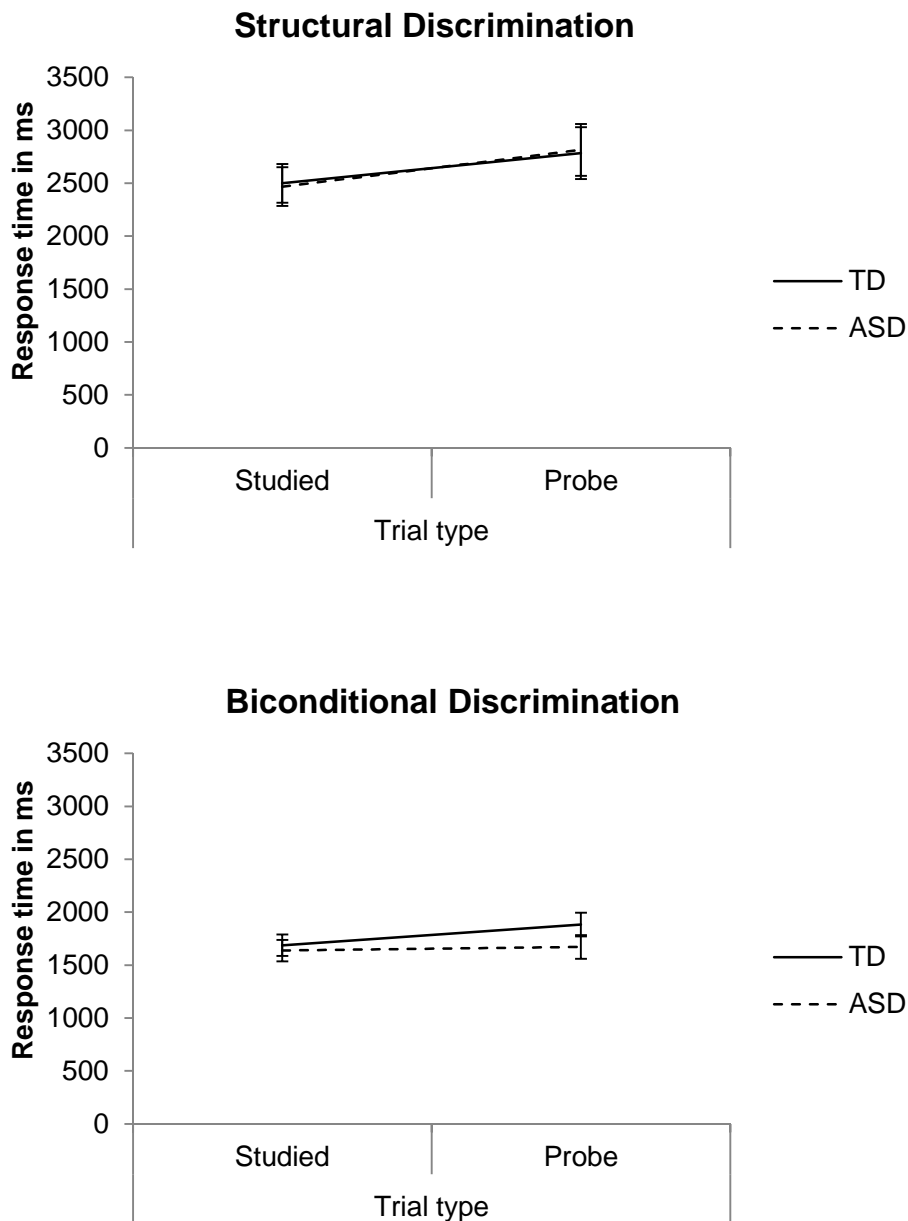 Structural Discrimination
Response time in ms
3500
3000
2500
2000
1500
1000
500
0
Studied
Probe
Trial type
TD
ASD
Biconditional Discrimination
Response time in ms
3500
3000
2500
2000
1500
1000
500
0
Studied
Probe
Trial type
TD
ASD